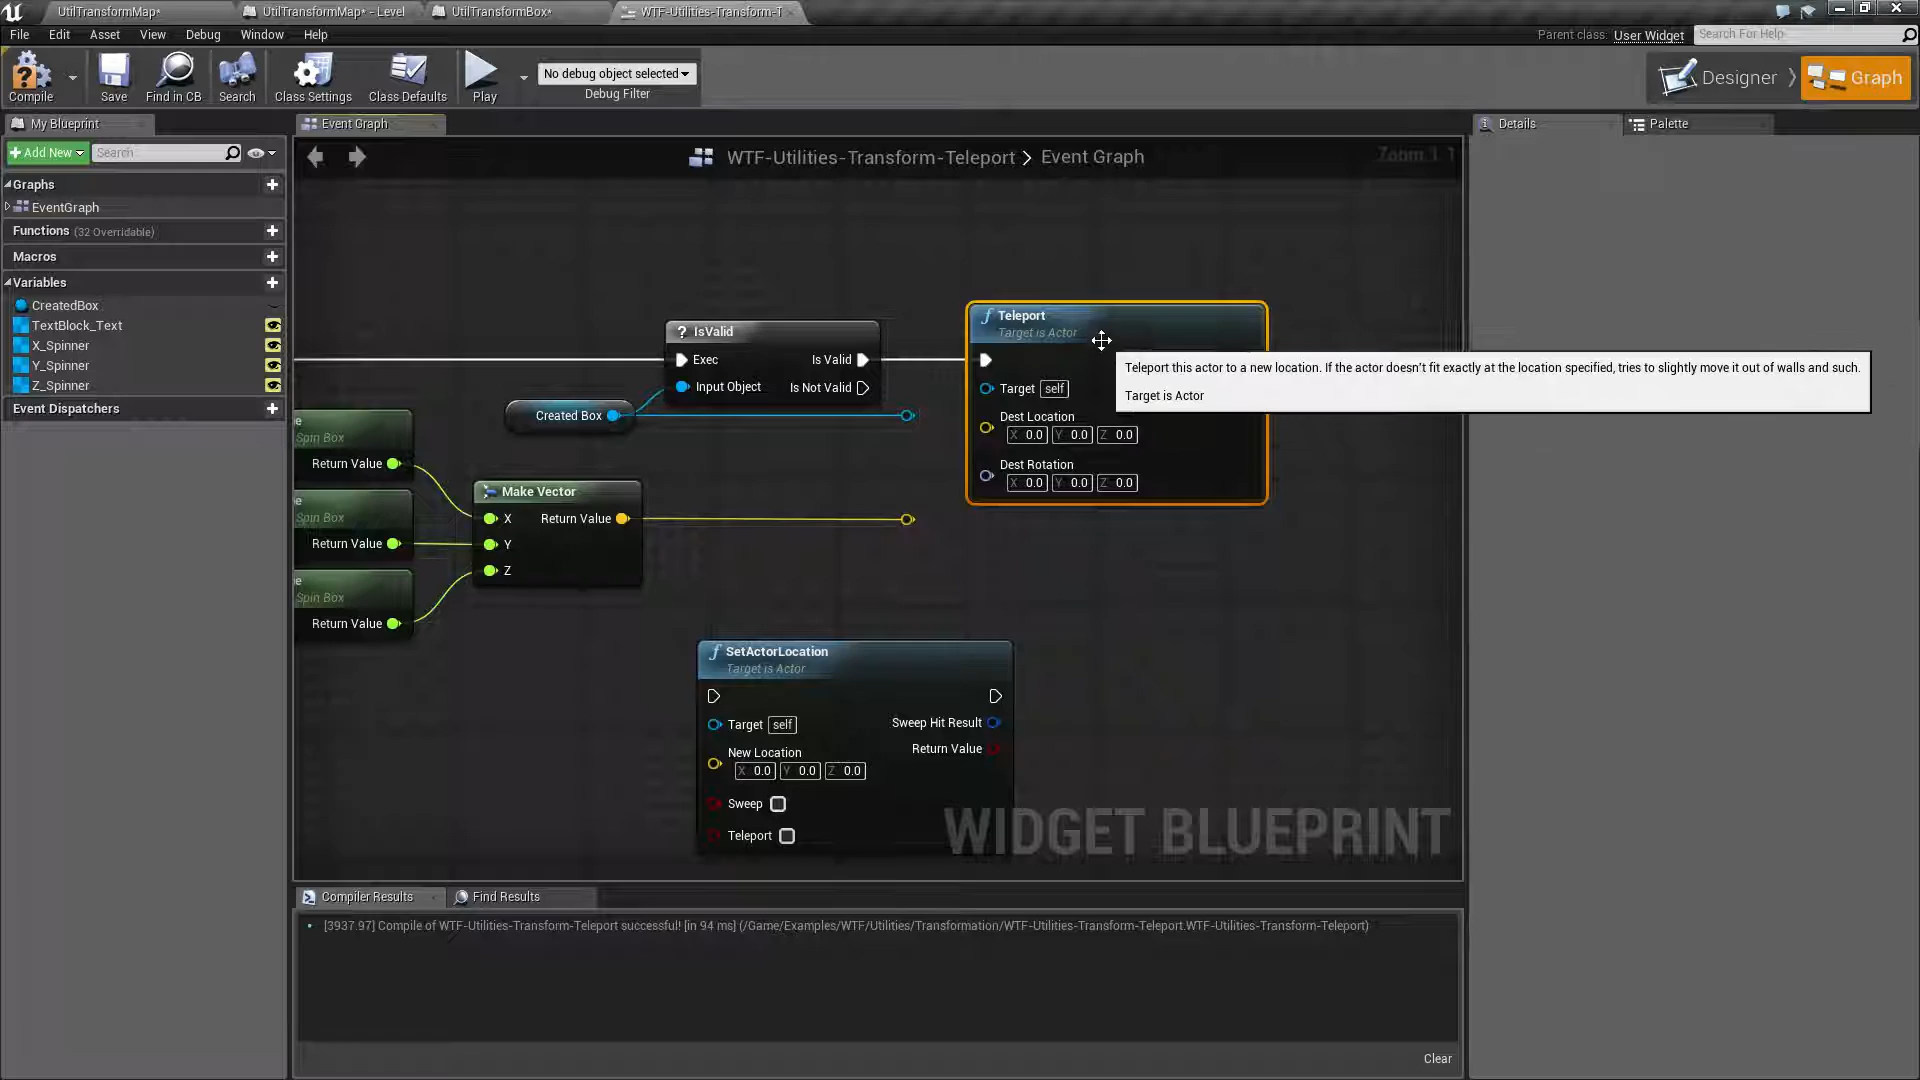 UtilTransformMap*
UtilTransformMap* - Level
UtilTransformBox*
WTF-Utilities-Transform-T
File
Edit
Asset
View
Debug
Window
Help
Parent class: User Widget
Search For Help
Compile
Save
Find in CB
Search
Class Settings
Class Defaults
Play
No debug object selected
Debug Filter
Designer
Graph
My Blueprint
Event Graph
Details
Palette
Add New
Search
WTF-Utilities-Transform-Teleport > Event Graph
Graphs
EventGraph
Functions (32 Overridable)
Macros
Variables
CreatedBox
TextBlock_Text
X_Spinner
Y_Spinner
Z_Spinner
Event Dispatchers
? IsValid
Exec
Is Valid
Input Object
Is Not Valid
Created Box
f Teleport
Target is Actor
Target self
Dest Location
X 0.0 Y 0.0 Z 0.0
Dest Rotation
X 0.0 Y 0.0 Z 0.0
Teleport this actor to a new location. If the actor doesn't fit exactly at the location specified, tries to slightly move it out of walls and such.
Target is Actor
e
Spin Box
Return Value
e
Spin Box
Return Value
e
Spin Box
Return Value
Make Vector
X
Return Value
Y
Z
f SetActorLocation
Target is Actor
Target self
Sweep Hit Result
New Location
X 0.0 Y 0.0 Z 0.0
Return Value
Sweep
Teleport
WIDGET BLUEPRINT
Compiler Results
Find Results
[3937.97] Compile of WTF-Utilities-Transform-Teleport successful! [in 94 ms] (/Game/Examples/WTF/Utilities/Transformation/WTF-Utilities-Transform-Teleport.WTF-Utilities-Transform-Teleport)
Clear